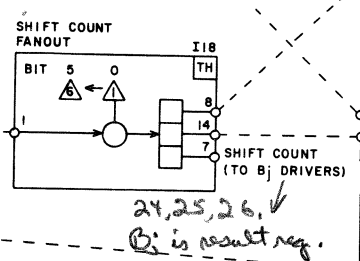 SHIFT COUNT
FANOUT
I18
TH
BIT 5 0
6 1
1
8
14
7
SHIFT COUNT
(TO Bj DRIVERS)
24,25,26.
Bj is result reg.